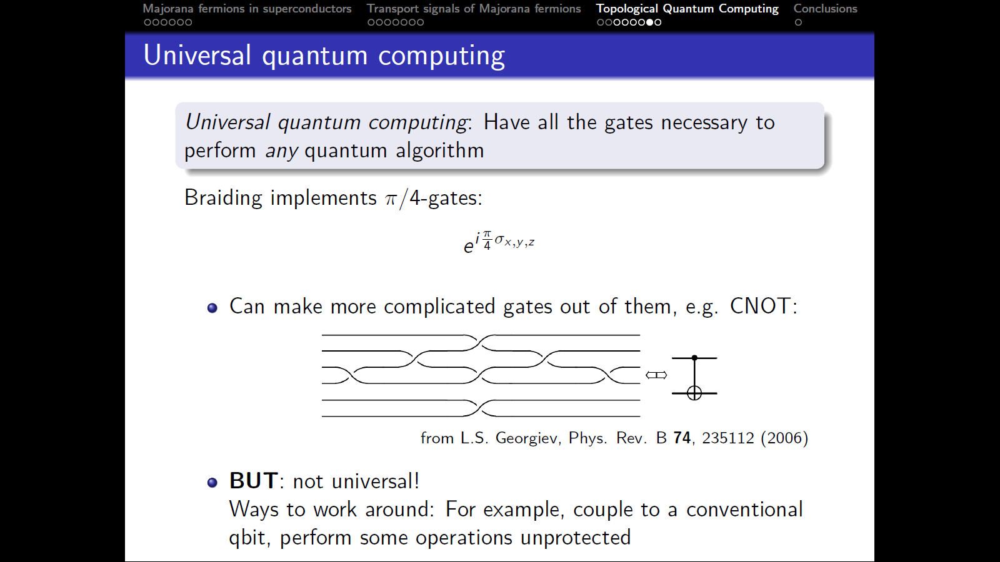 Majorana fermions in superconductors Transport signals of Majorana fermions Topological Quantum Computing Conclusions
Universal quantum computing
Universal quantum computing: Have all the gates necessary to
perform any quantum algorithm
Braiding implements π/4-gates:
e^{i\frac{π}{4}σ_{x,y,z}}
Can make more complicated gates out of them, e.g. CNOT:
from L.S. Georgiev, Phys. Rev. B 74, 235112 (2006)
BUT: not universal!
Ways to work around: For example, couple to a conventional
qbit, perform some operations unprotected